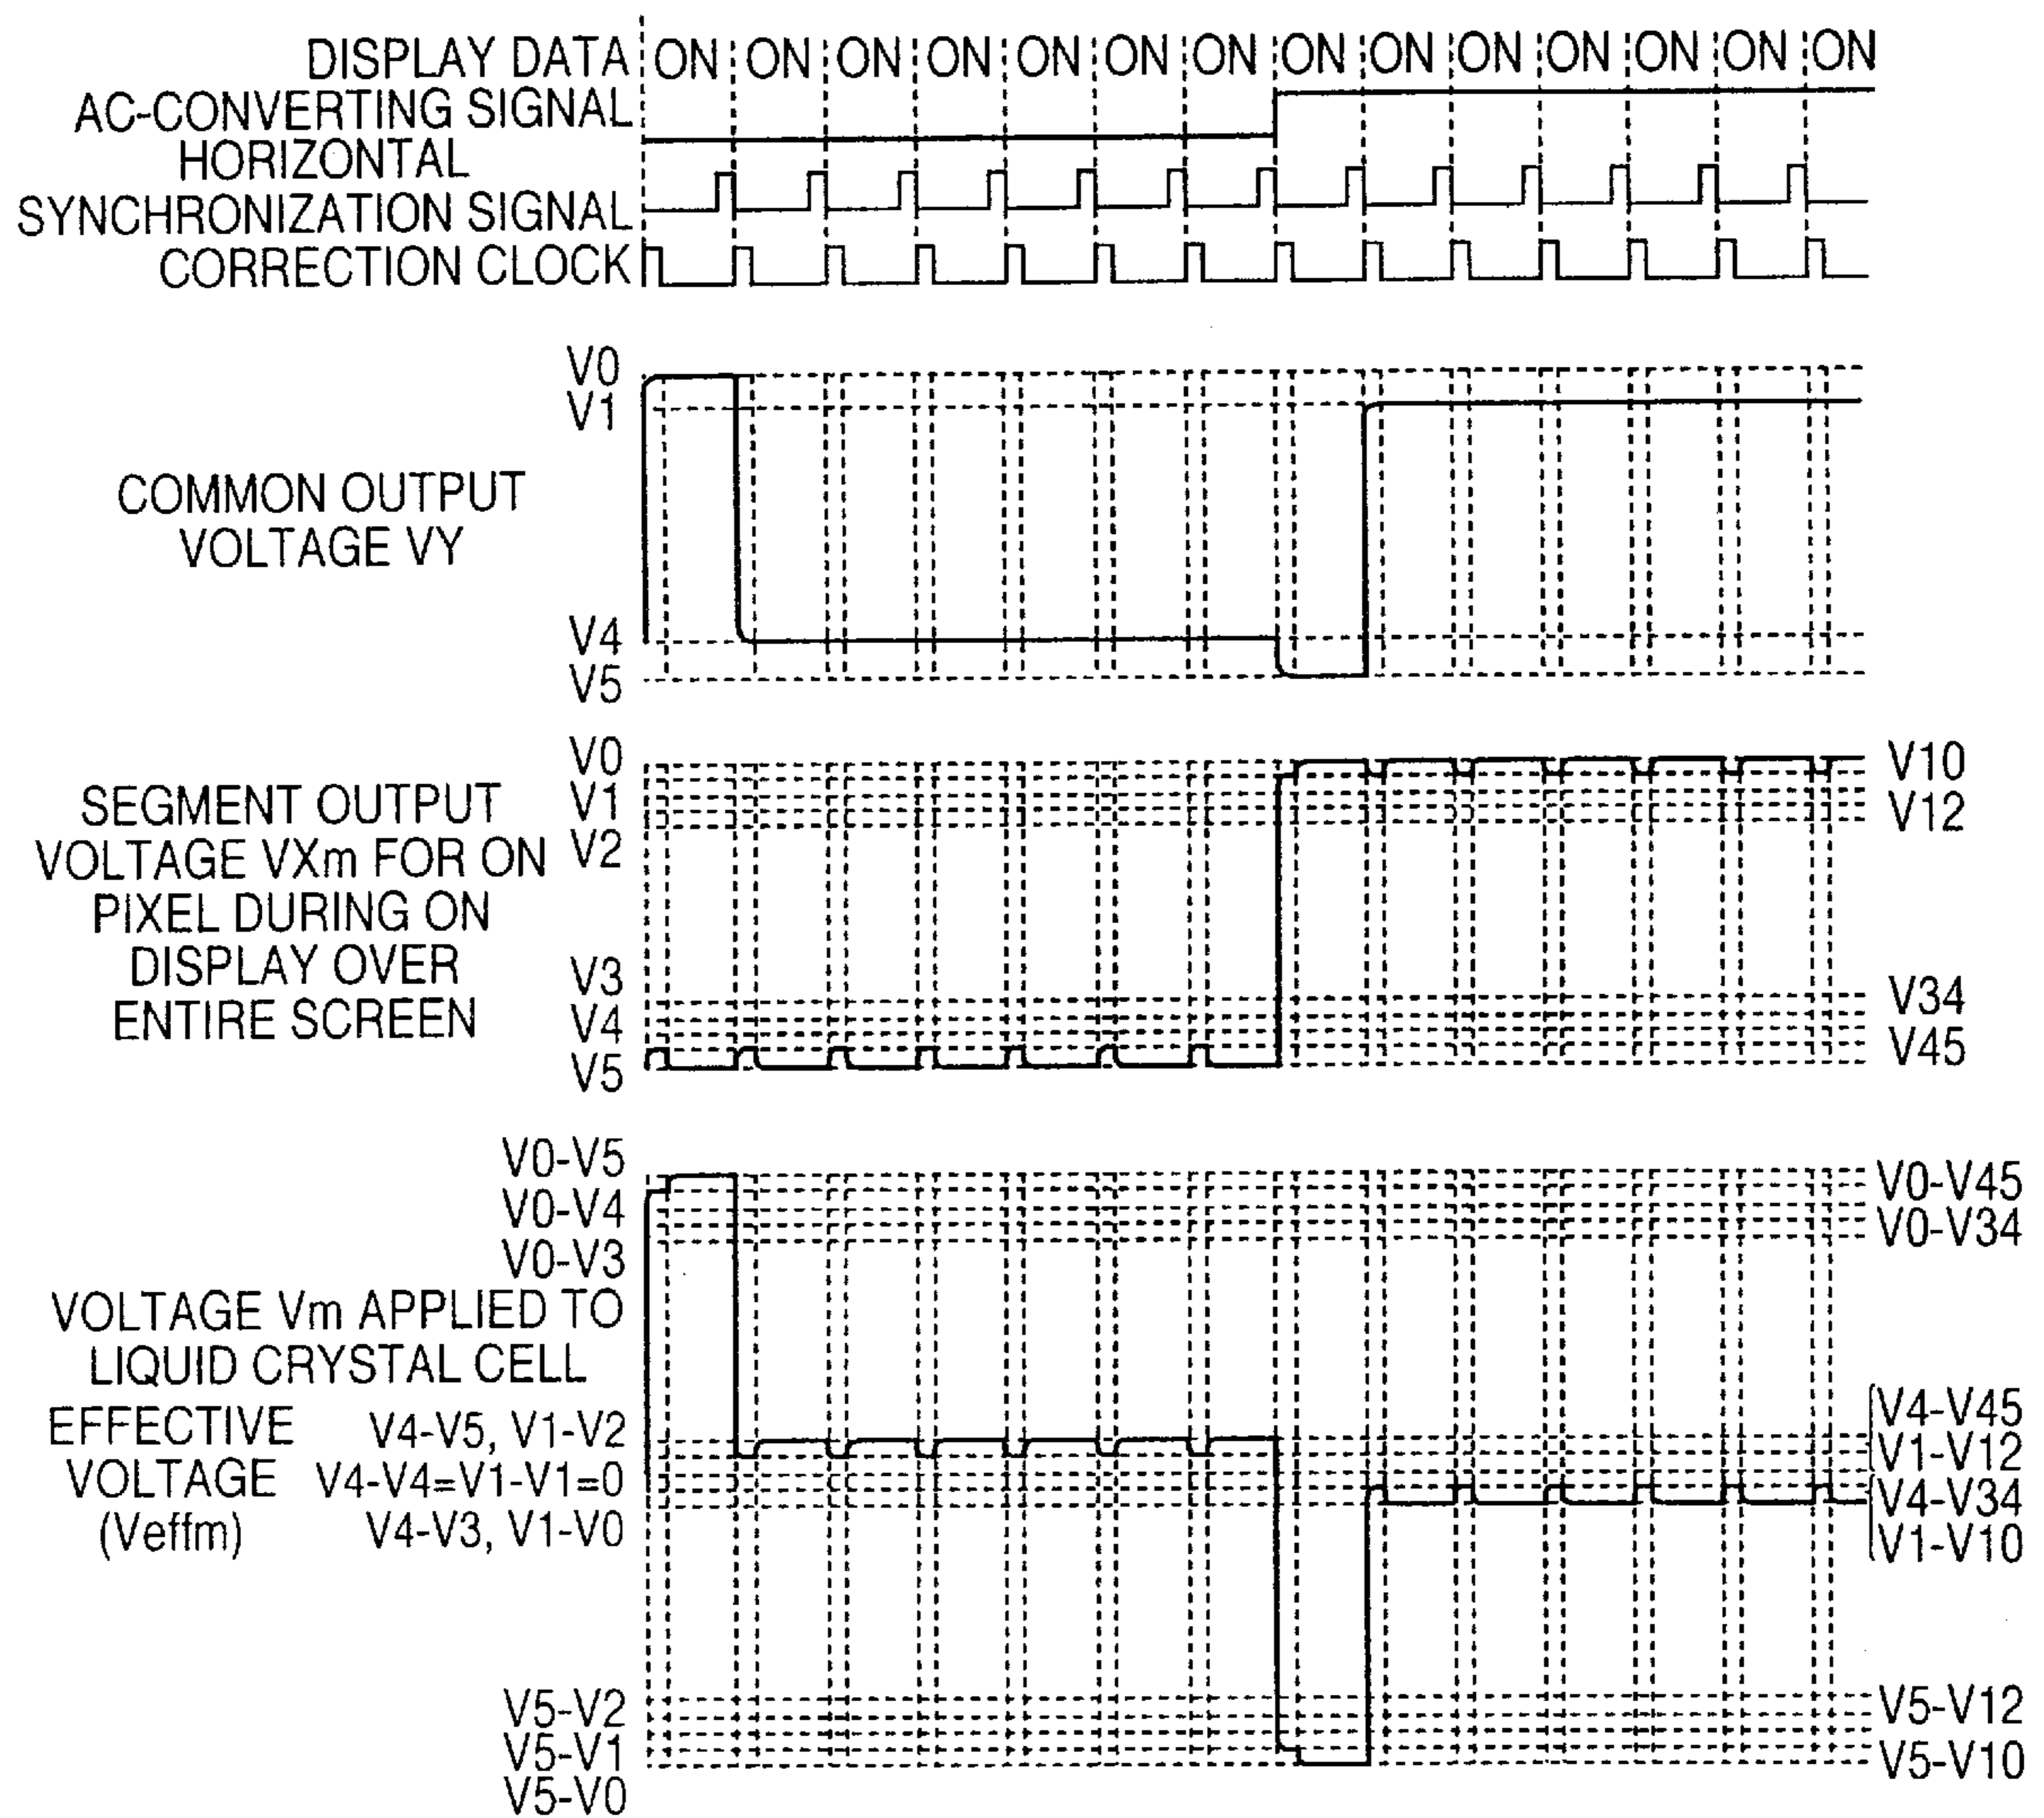 DISPLAY DATA ON ON ON ON ON ON ON ON ON ON ON ON ON ON
AC-CONVERTING SIGNAL
HORIZONTAL
SYNCHRONIZATION SIGNAL
CORRECTION CLOCK
V0
V1
COMMON OUTPUT
VOLTAGE VY
V4
V5
V0
V10
SEGMENT OUTPUT V1
V12
VOLTAGE VXm FOR ON V2
PIXEL DURING ON
DISPLAY OVER V3
ENTIRE SCREEN V4
V34
V45
V5
V0-V5
V0-V45
V0-V4
V0-V34
V0-V3
VOLTAGE Vm APPLIED TO
LIQUID CRYSTAL CELL
EFFECTIVE V4-V5, V1-V2
V4-V45
V1-V12
VOLTAGE V4-V4=V1-V1=0
V4-V34
(Veffm) V4-V3, V1-V0
V1-V10
V5-V2
V5-V12
V5-V1
V5-V10
V5-V0